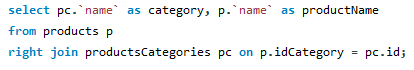 select pc.`name` as category, p.`name` as productName
from products p
right join productsCategories pc on p.idCategory = pc.id;